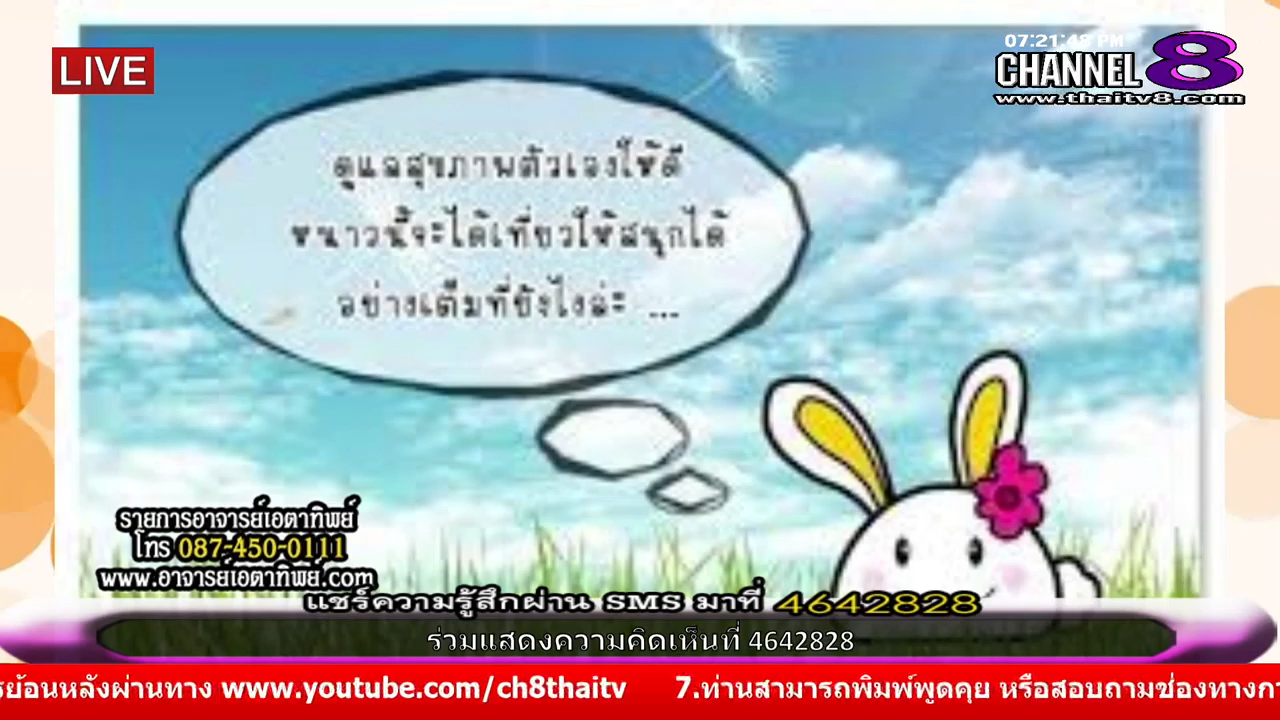 LIVE
07:21:48 PM
CHANNEL 8
www.thaitv8.com
ดูแลสุขภาพตัวเองให้ดี
หนาวนี้จะได้เที่ยวให้สนุกได้
อย่างเต็มที่ยังไงล่ะ ...
รายการอาจารย์เอตาทิพย์
โทร 087-450-0111
www.อาจารย์เอตาทิพย์.com
แชร์ความรู้สึกผ่าน SMS มาที่ 4642828
ร่วมแสดงความคิดเห็นที่ 4642828
รย้อนหลังผ่านทาง www.youtube.com/ch8thaitv 7.ท่านสามารถพิมพ์พูดคุย หรือสอบถามช่องทางกา